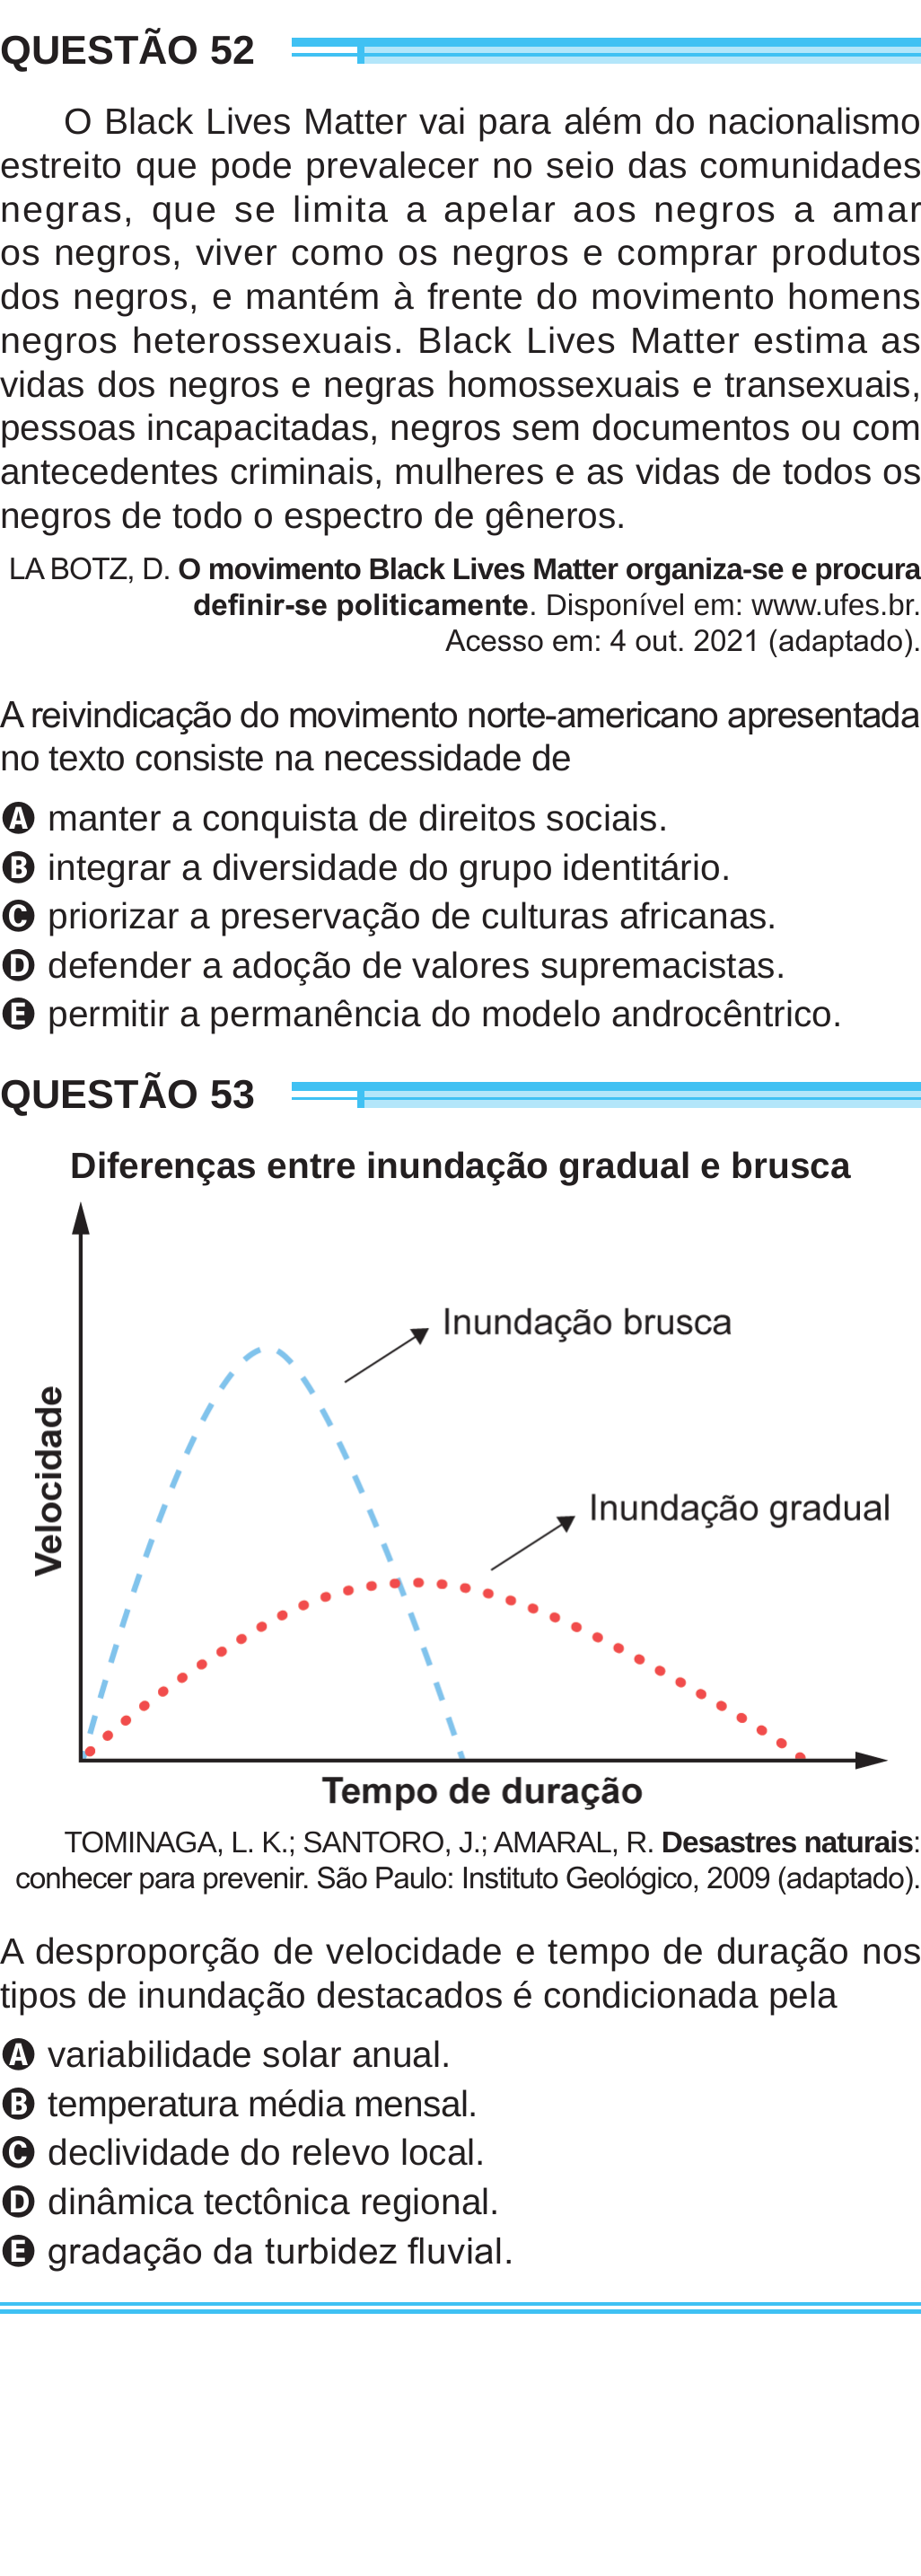 QUESTÃO 52
O Black Lives Matter vai para além do nacionalismo
estreito que pode prevalecer no seio das comunidades
negras, que se limita a apelar aos negros a amar
os negros, viver como os negros e comprar produtos
dos negros, e mantém à frente do movimento homens
negros heterossexuais. Black Lives Matter estima as
vidas dos negros e negras homossexuais e transexuais,
pessoas incapacitadas, negros sem documentos ou com
antecedentes criminais, mulheres e as vidas de todos os
negros de todo o espectro de gêneros.
LA BOTZ, D. O movimento Black Lives Matter organiza-se e procura
definir-se politicamente. Disponível em: www.ufes.br.
Acesso em: 4 out. 2021 (adaptado).
A reivindicação do movimento norte-americano apresentada
no texto consiste na necessidade de
A manter a conquista de direitos sociais.
B integrar a diversidade do grupo identitário.
C priorizar a preservação de culturas africanas.
D defender a adoção de valores supremacistas.
E permitir a permanência do modelo androcêntrico.
QUESTÃO 53
Diferenças entre inundação gradual e brusca
Inundação brusca
Velocidade
Inundação gradual
Tempo de duração
TOMINAGA, L. K.; SANTORO, J.; AMARAL, R. Desastres naturais:
conhecer para prevenir. São Paulo: Instituto Geológico, 2009 (adaptado).
A desproporção de velocidade e tempo de duração nos
tipos de inundação destacados é condicionada pela
A variabilidade solar anual.
B temperatura média mensal.
C declividade do relevo local.
D dinâmica tectônica regional.
E gradação da turbidez fluvial.